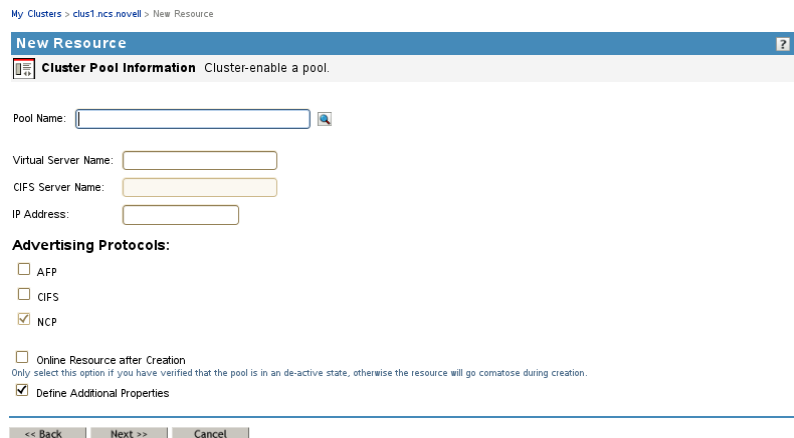 My Clusters > clus1.ncs.novell > New Resource
New Resource ?
Cluster Pool Information Cluster-enable a pool.
Pool Name:
Virtual Server Name:
CIFS Server Name:
IP Address:
Advertising Protocols:
AFP
CIFS
NCP
Online Resource after Creation
Only select this option if you have verified that the pool is in an de-active state, otherwise the resource will go comatose during creation.
Define Additional Properties
<< Back Next >> Cancel